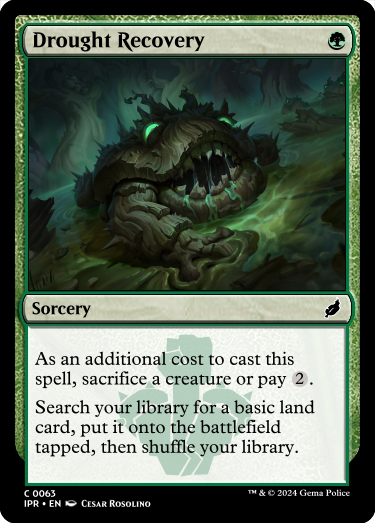 Drought Recovery
Sorcery
As an additional cost to cast this
spell, sacrifice a creature or pay 2.
Search your library for a basic land
card, put it onto the battlefield
tapped, then shuffle your library.
C 0063
IPR • EN Cesar Rosolino
™ & © 2024 Gema Police